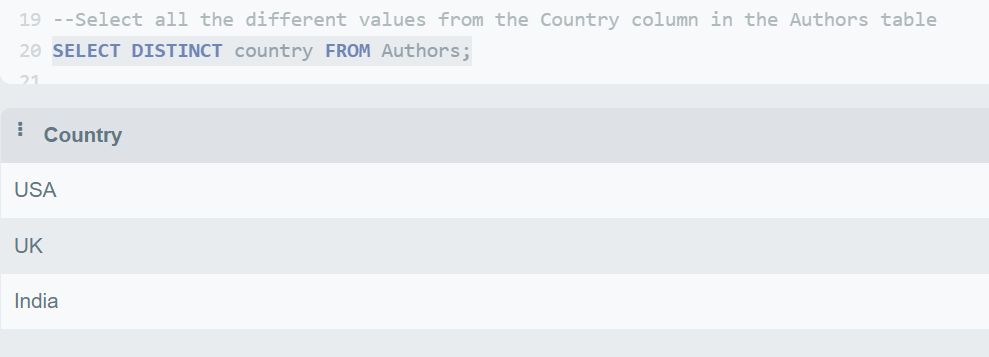 19 --Select all the different values from the Country column in the Authors table
20 SELECT DISTINCT country FROM Authors;
21
Country
USA
UK
India